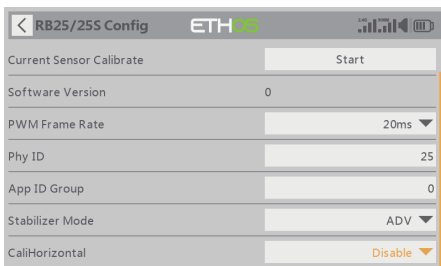 RB25/25S Config ETHOS
Current Sensor Calibrate Start
Software Version 0
PWM Frame Rate 20ms
Phy ID 25
App ID Group 0
Stabilizer Mode ADV
CaliHorizontal Disable